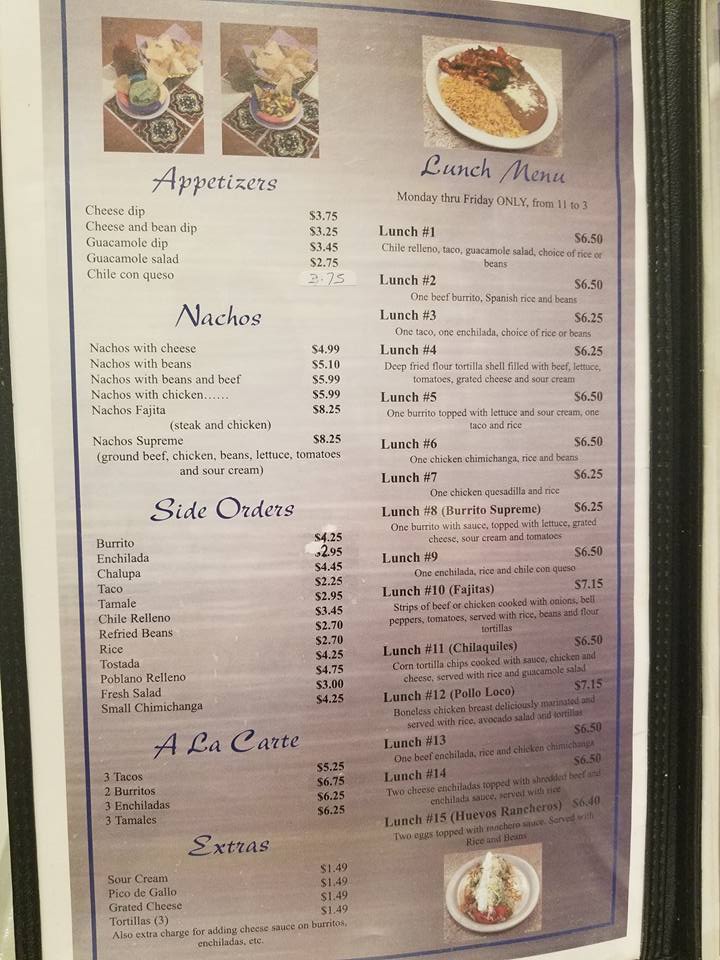 Appetizers
Cheese dip $3.75
Cheese and bean dip $3.25
Guacamole dip $3.45
Guacamole salad $2.75
Chile con queso 3.75
Nachos
Nachos with cheese $4.99
Nachos with beans $5.10
Nachos with beans and beef $5.99
Nachos with chicken...... $5.99
Nachos Fajita $8.25
(steak and chicken)
Nachos Supreme $8.25
(ground beef, chicken, beans, lettuce, tomatoes
and sour cream)
Side Orders
Burrito $4.25
Enchilada $2.95
Chalupa $4.45
Taco $2.25
Tamale $2.95
Chile Relleno $3.45
Refried Beans $2.70
Rice $2.70
Tostada $4.25
Poblano Relleno $4.75
Fresh Salad $3.00
Small Chimichanga $4.25
A La Carte
3 Tacos $5.25
2 Burritos $6.75
3 Enchiladas $6.25
3 Tamales $6.25
Extras
Sour Cream $1.49
Pico de Gallo $1.49
Grated Cheese $1.49
Tortillas (3) $1.49
Also extra charge for adding cheese sauce on burritos,
enchiladas, etc.
Lunch Menu
Monday thru Friday ONLY, from 11 to 3
Lunch #1 $6.50
Chile relleno, taco, guacamole salad, choice of rice or
beans
Lunch #2 $6.50
One beef burrito, Spanish rice and beans
Lunch #3 $6.25
One taco, one enchilada, choice of rice or beans
Lunch #4 $6.25
Deep fried flour tortilla shell filled with beef, lettuce,
tomatoes, grated cheese and sour cream
Lunch #5 $6.50
One burrito topped with lettuce and sour cream, one
taco and rice
Lunch #6 $6.50
One chicken chimichanga, rice and beans
Lunch #7 $6.25
One chicken quesadilla and rice
Lunch #8 (Burrito Supreme) $6.25
One burrito with sauce, topped with lettuce, grated
cheese, sour cream and tomatoes
Lunch #9 $6.50
One enchilada, rice and chile con queso
Lunch #10 (Fajitas) $7.15
Strips of beef or chicken cooked with onions, bell
peppers, tomatoes, served with rice, beans and flour
tortillas
Lunch #11 (Chilaquiles) $6.50
Corn tortilla chips cooked with sauce, chicken and
cheese, served with rice and guacamole salad
Lunch #12 (Pollo Loco) $7.15
Boneless chicken breast deliciously marinated and
served with rice, avocado salad and tortillas
Lunch #13 $6.50
One beef enchilada, rice and chicken chimichanga
Lunch #14 $6.50
Two cheese enchiladas topped with shredded beef and
enchilada sauce, served with rice
Lunch #15 (Huevos Rancheros) $6.40
Two eggs topped with ranchero sauce. Served with
Rice and Beans